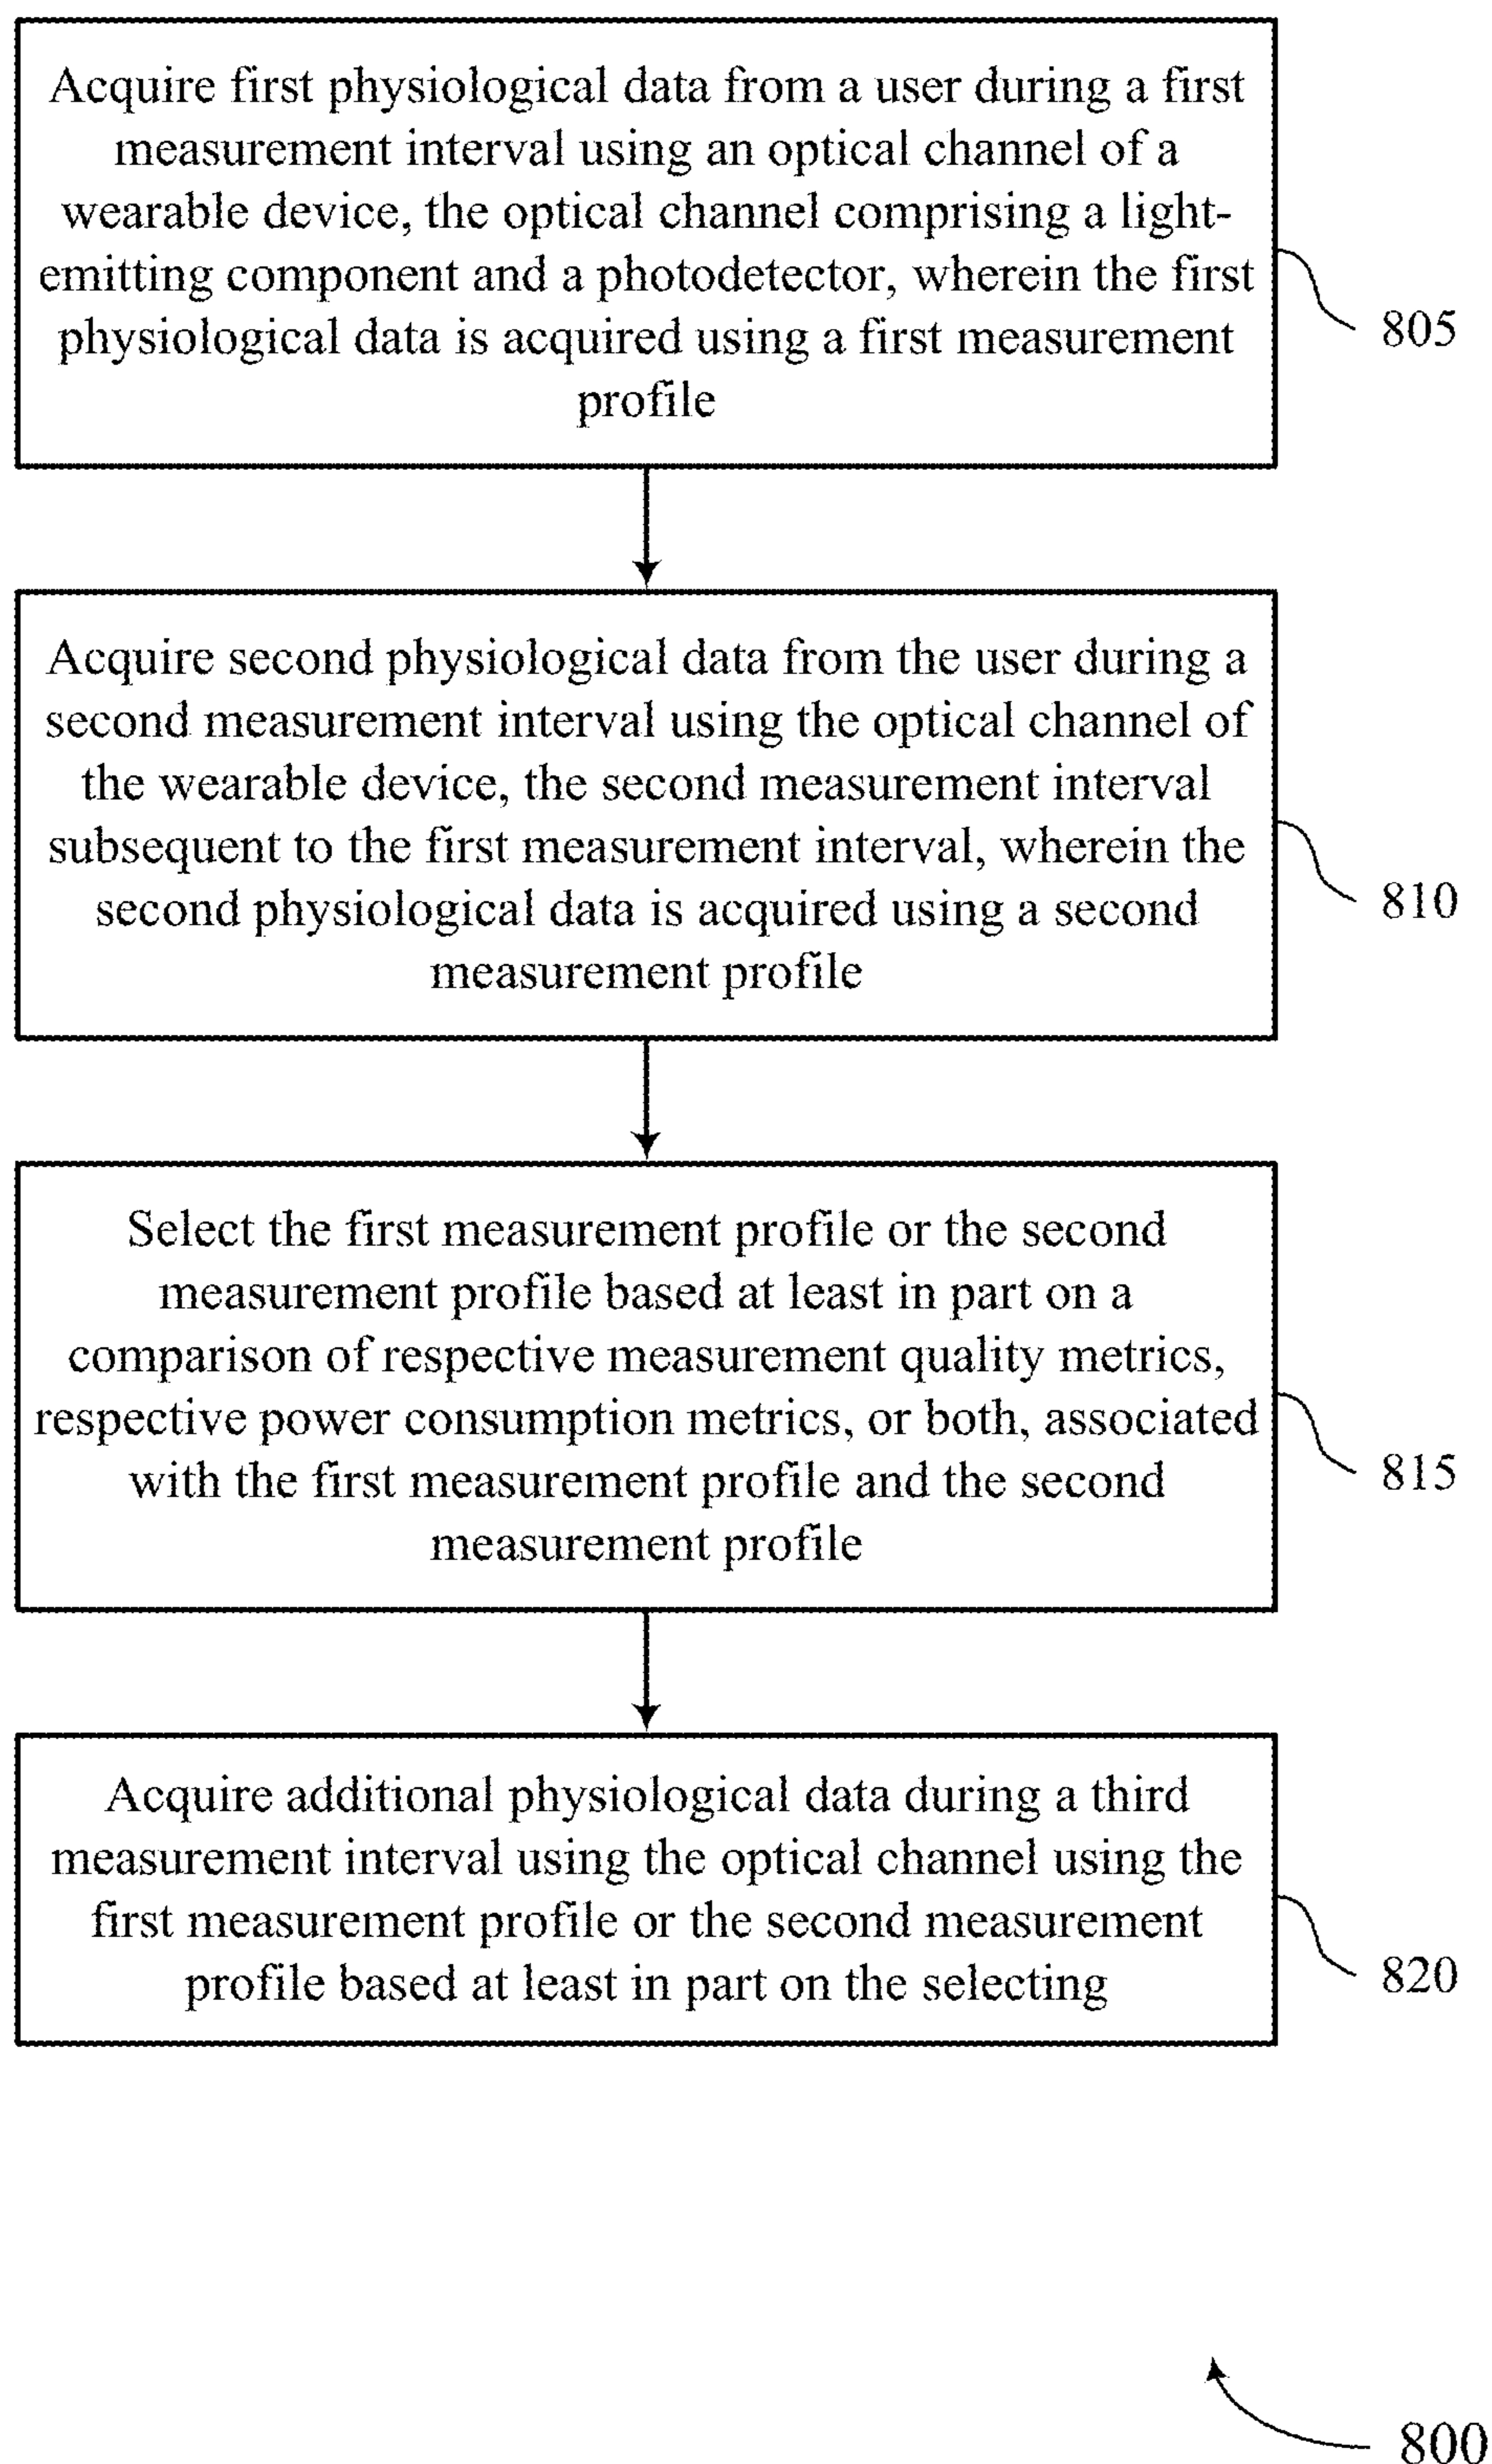 Acquire first physiological data from a user during a first
measurement interval using an optical channel of a
wearable device, the optical channel comprising a light-
emitting component and a photodetector, wherein the first
physiological data is acquired using a first measurement
profile
805
Acquire second physiological data from the user during a
second measurement interval using the optical channel of
the wearable device, the second measurement interval
subsequent to the first measurement interval, wherein the
second physiological data is acquired using a second
measurement profile
810
Select the first measurement profile or the second
measurement profile based at least in part on a
comparison of respective measurement quality metrics,
respective power consumption metrics, or both, associated
with the first measurement profile and the second
measurement profile
815
Acquire additional physiological data during a third
measurement interval using the optical channel using the
first measurement profile or the second measurement
profile based at least in part on the selecting
820
800